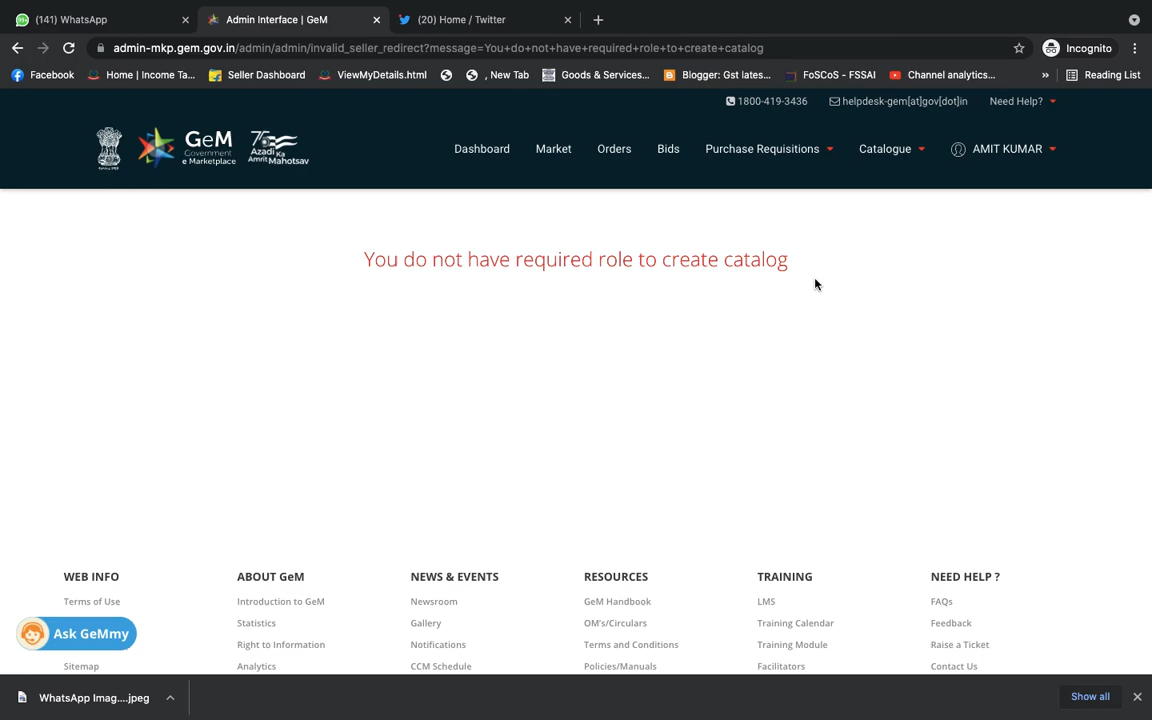 99+ (141) WhatsApp
Admin Interface | GeM
(20) Home / Twitter
admin-mkp.gem.gov.in/admin/admin/invalid_seller_redirect?message=You+do+not+have+required+role+to+create+catalog
Incognito
Facebook
Home | Income Ta...
Seller Dashboard
ViewMyDetails.html
, New Tab
Goods & Services...
Blogger: Gst lates...
FoSCoS - FSSAI
Channel analytics...
»
Reading List
1800-419-3436
helpdesk-gem[at]gov[dot]in
Need Help?
GeM
Government
e Marketplace
75
Azadi Ka
Amrit Mahotsav
Dashboard
Market
Orders
Bids
Purchase Requisitions
Catalogue
AMIT KUMAR
You do not have required role to create catalog
WEB INFO
ABOUT GeM
NEWS & EVENTS
RESOURCES
TRAINING
NEED HELP ?
Terms of Use
Introduction to GeM
Newsroom
GeM Handbook
LMS
FAQs
Statistics
Gallery
OM's/Circulars
Training Calendar
Feedback
Ask GeMmy
Right to Information
Notifications
Terms and Conditions
Training Module
Raise a Ticket
Sitemap
Analytics
CCM Schedule
Policies/Manuals
Facilitators
Contact Us
WhatsApp Imag....jpeg
Show all